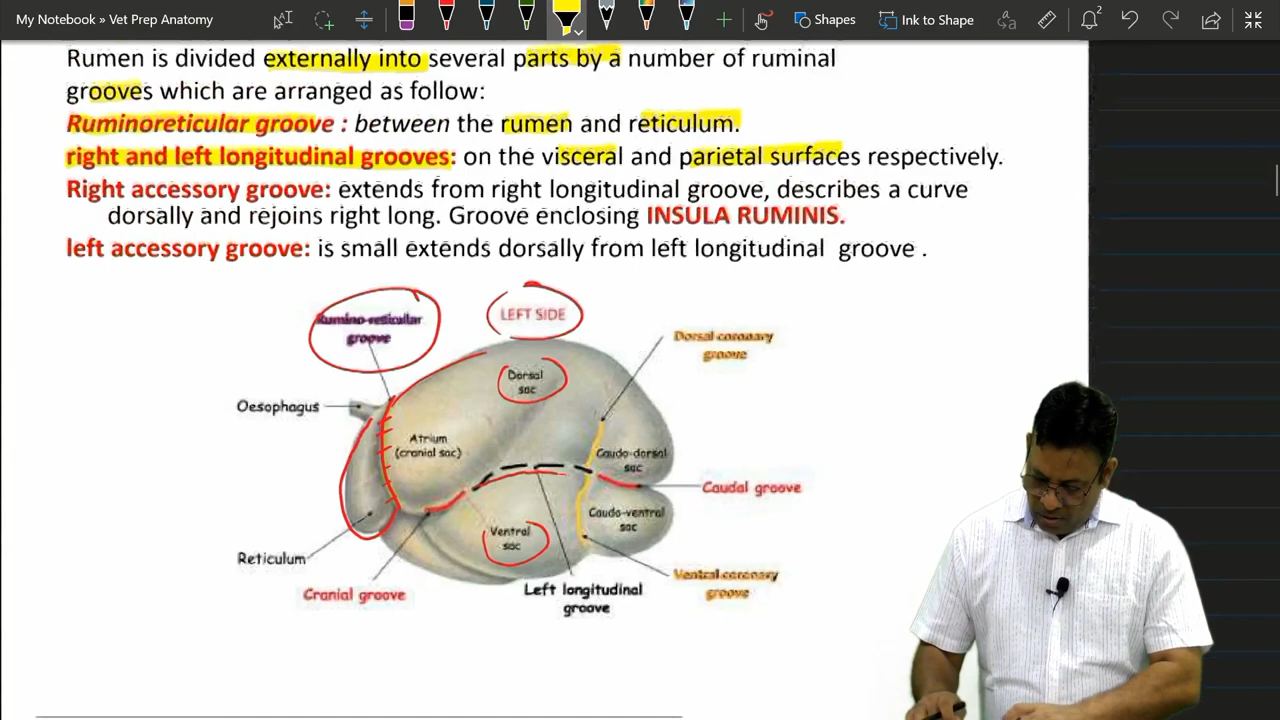 My Notebook » Vet Prep Anatomy
Shapes
Ink to Shape
2
Rumen is divided externally into several parts by a number of ruminal
grooves which are arranged as follow:
Ruminoreticular groove : between the rumen and reticulum.
right and left longitudinal grooves: on the visceral and parietal surfaces respectively.
Right accessory groove: extends from right longitudinal groove, describes a curve
dorsally and rejoins right long. Groove enclosing INSULA RUMINIS.
left accessory groove: is small extends dorsally from left longitudinal groove .
Rumino-reticular
groove
LEFT SIDE
Dorsal coronary
groove
Dorsal
sac
Oesophagus
Atrium
(cranial sac)
Caudo-dorsal
sac
Caudal groove
Caudo-ventral
sac
Ventral
sac
Reticulum
Cranial groove
Left longitudinal
groove
Ventral coronary
groove